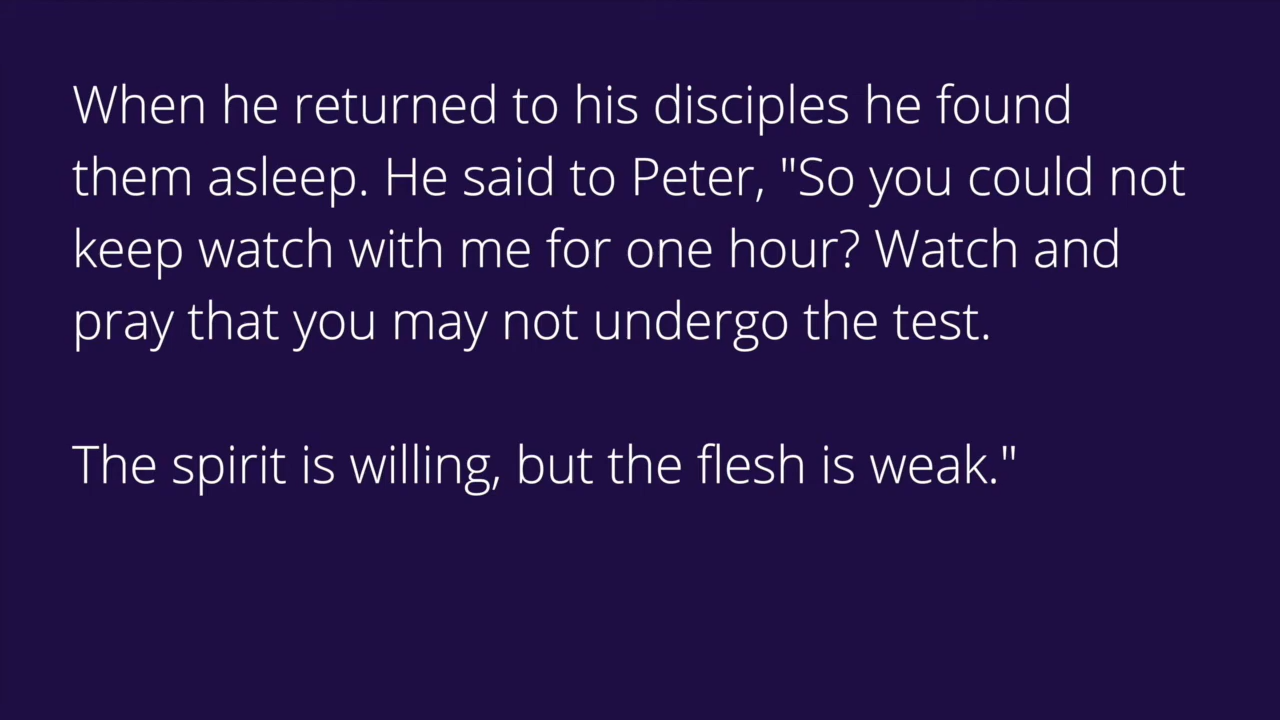 When he returned to his disciples he found
them asleep. He said to Peter, "So you could not
keep watch with me for one hour? Watch and
pray that you may not undergo the test.
The spirit is willing, but the flesh is weak."